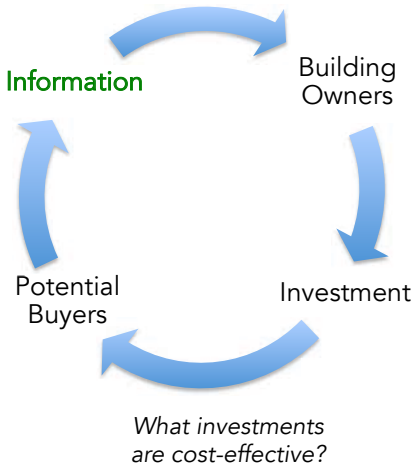 Information
Building
Owners
Potential
Buyers
Investment
What investments
are cost-effective?